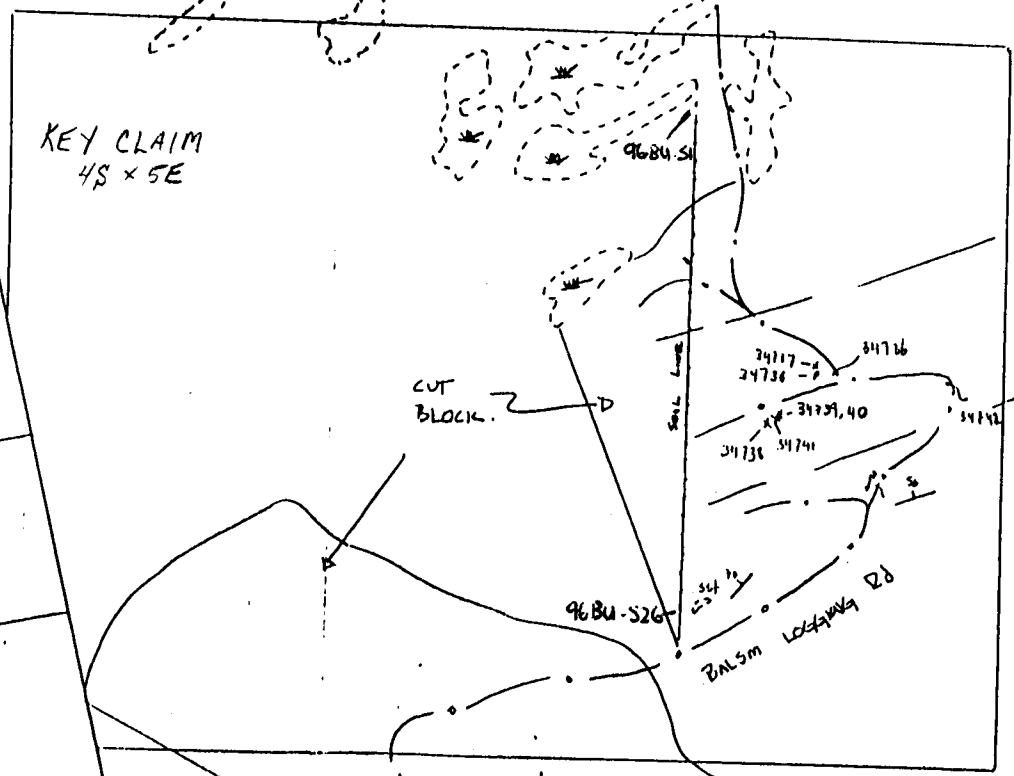 KEY CLAIM
4S × 5E
96BU-S1
SOIL LINE
34717
34736
34726
34739,40
34738
34741
34742
CUT
BLOCK.
96BU-S26
BALSM LOGGING Rd